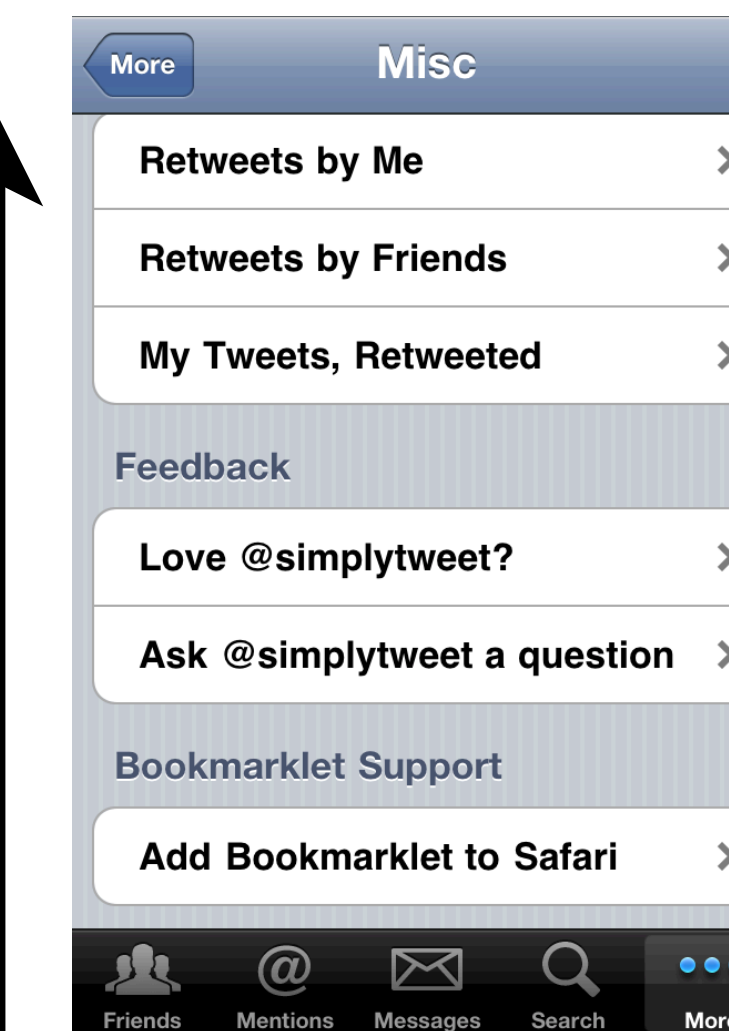 More
Misc
Retweets by Me
Retweets by Friends
My Tweets, Retweeted
Feedback
Love @simplytweet?
Ask @simplytweet a question
Bookmarklet Support
Add Bookmarklet to Safari
Friends Mentions Messages Search More